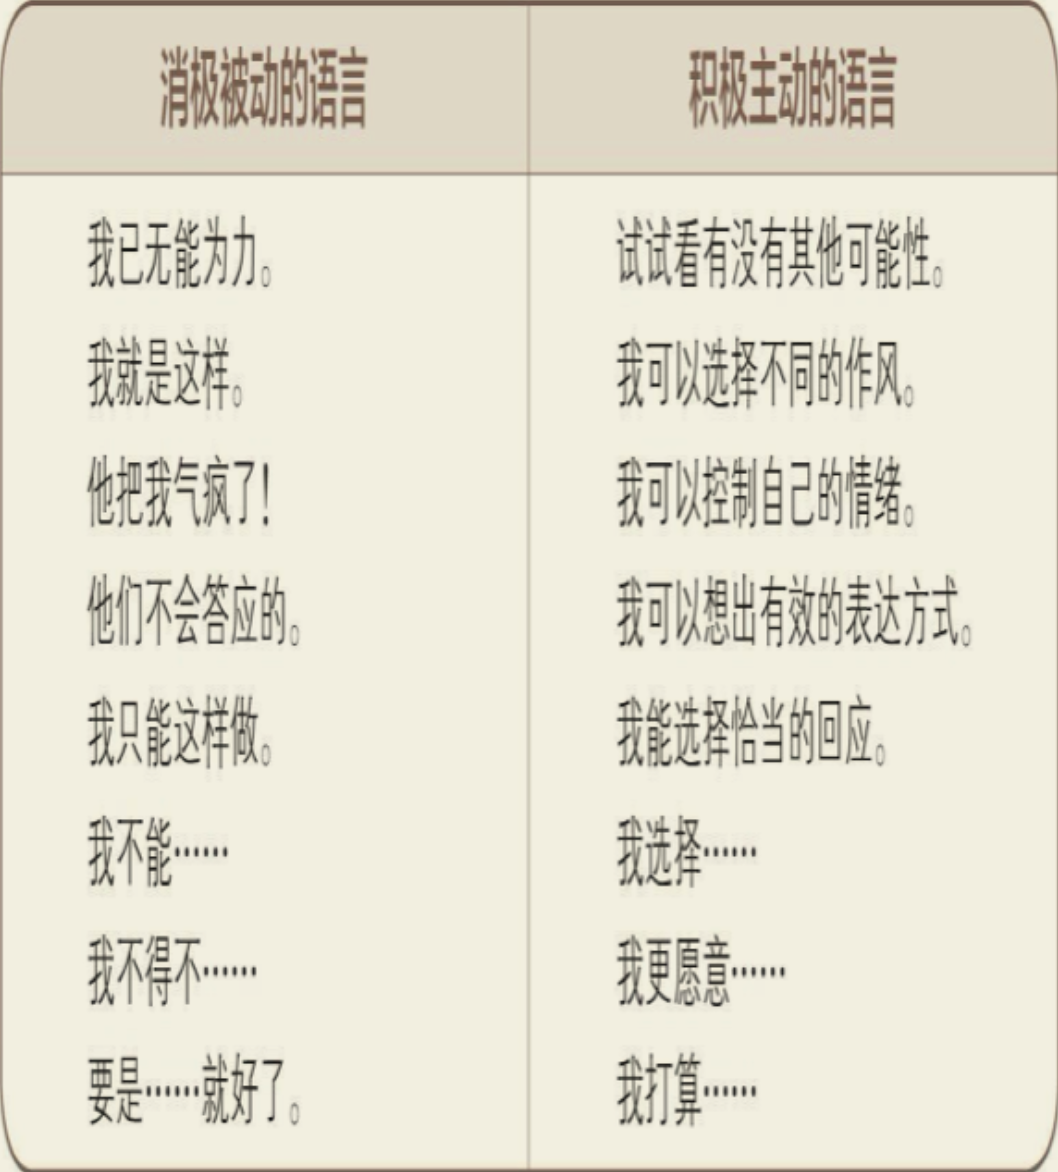 消极被动的语言 积极主动的语言
我已无能为力。 试试看有没有其他可能性。
我就是这样。 我可以选择不同的作风。
他把我气疯了！ 我可以控制自己的情绪。
他们不会答应的。 我可以想出有效的表达方式。
我只能这样做。 我能选择恰当的回应。
我不能…… 我选择……
我不得不…… 我更愿意……
要是……就好了。 我打算……